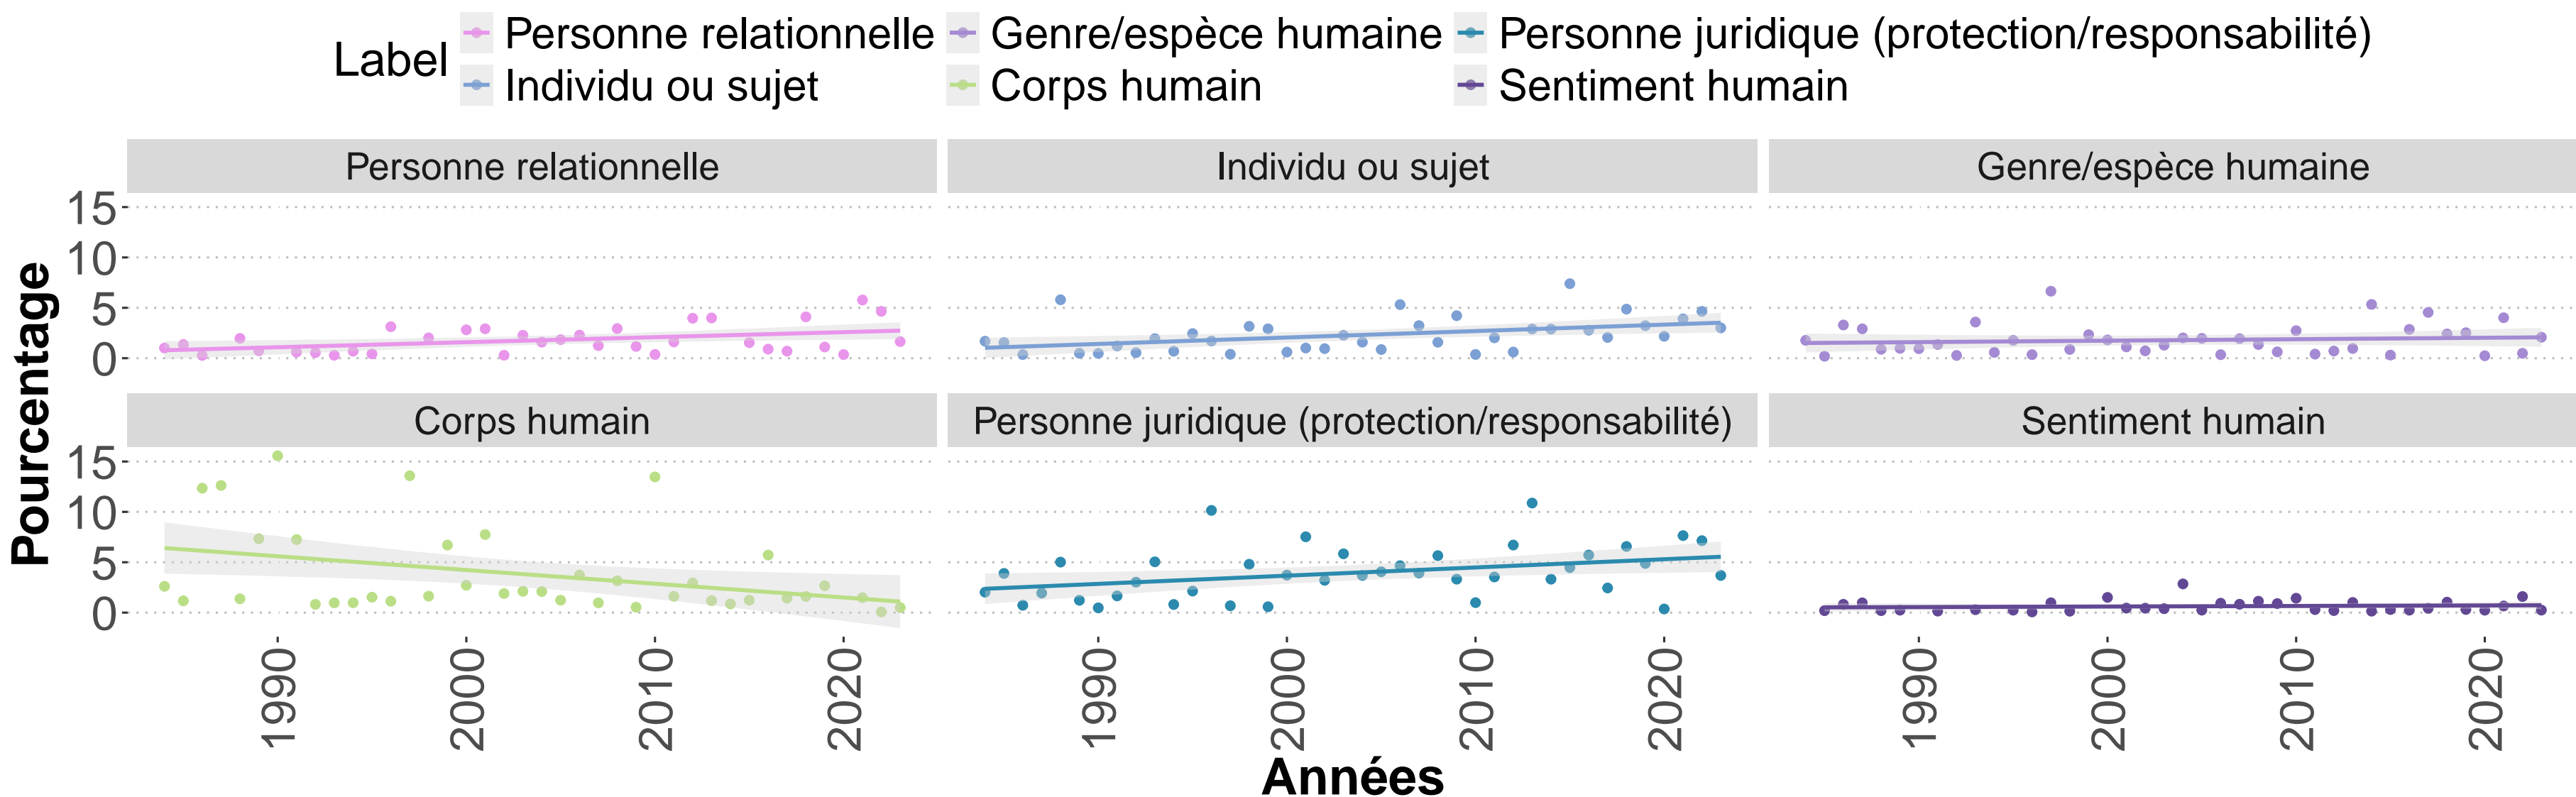 Label
Personne relationnelle Genre/espèce humaine Personne juridique (protection/responsabilité)
Individu ou sujet Corps humain Sentiment humain
Personne relationnelle Individu ou sujet Genre/espèce humaine
15
10
5
0
Corps humain Personne juridique (protection/responsabilité) Sentiment humain
15
10
5
0
Pourcentage
1990 2000 2010 2020 1990 2000 2010 2020 1990 2000 2010 2020
Années